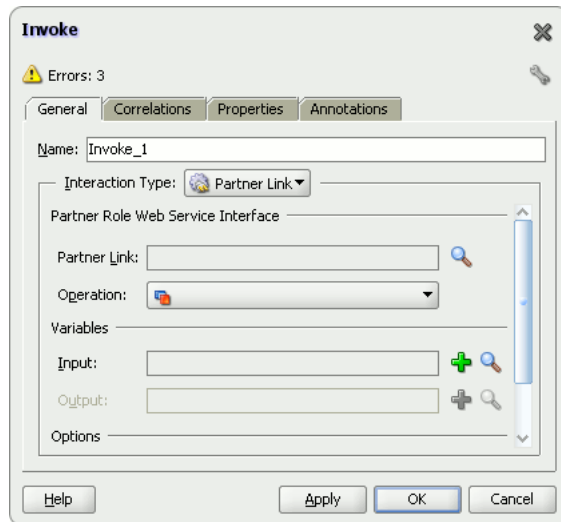 Invoke
Errors: 3
General Correlations Properties Annotations
Name: Invoke_1
Interaction Type: Partner Link
Partner Role Web Service Interface
Partner Link:
Operation:
Variables
Input:
Output:
Options
Help Apply OK Cancel